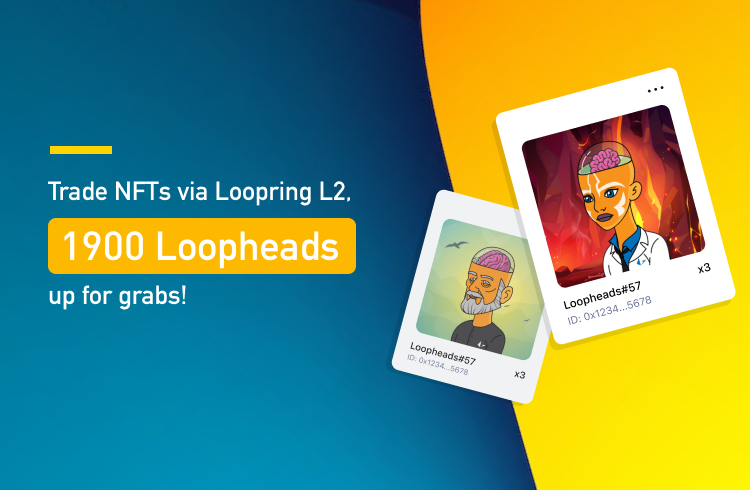 Trade NFTs via Loopring L2,
1900 Loopheads
up for grabs!
Loopheads#57
ID: 0x1234...5678
x3
Loopheads#57
ID: 0x1234...5678
x3